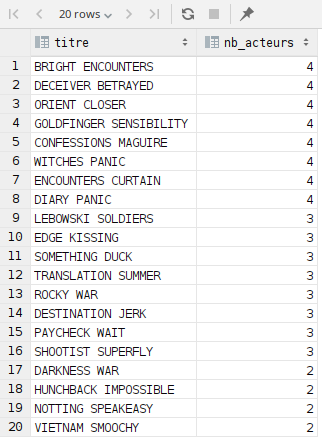 20 rows
titre nb_acteurs
1 BRIGHT ENCOUNTERS 4
2 DECEIVER BETRAYED 4
3 ORIENT CLOSER 4
4 GOLDFINGER SENSIBILITY 4
5 CONFESSIONS MAGUIRE 4
6 WITCHES PANIC 4
7 ENCOUNTERS CURTAIN 4
8 DIARY PANIC 4
9 LEBOWSKI SOLDIERS 3
10 EDGE KISSING 3
11 SOMETHING DUCK 3
12 TRANSLATION SUMMER 3
13 ROCKY WAR 3
14 DESTINATION JERK 3
15 PAYCHECK WAIT 3
16 SHOOTIST SUPERFLY 3
17 DARKNESS WAR 2
18 HUNCHBACK IMPOSSIBLE 2
19 NOTTING SPEAKEASY 2
20 VIETNAM SMOOCHY 2